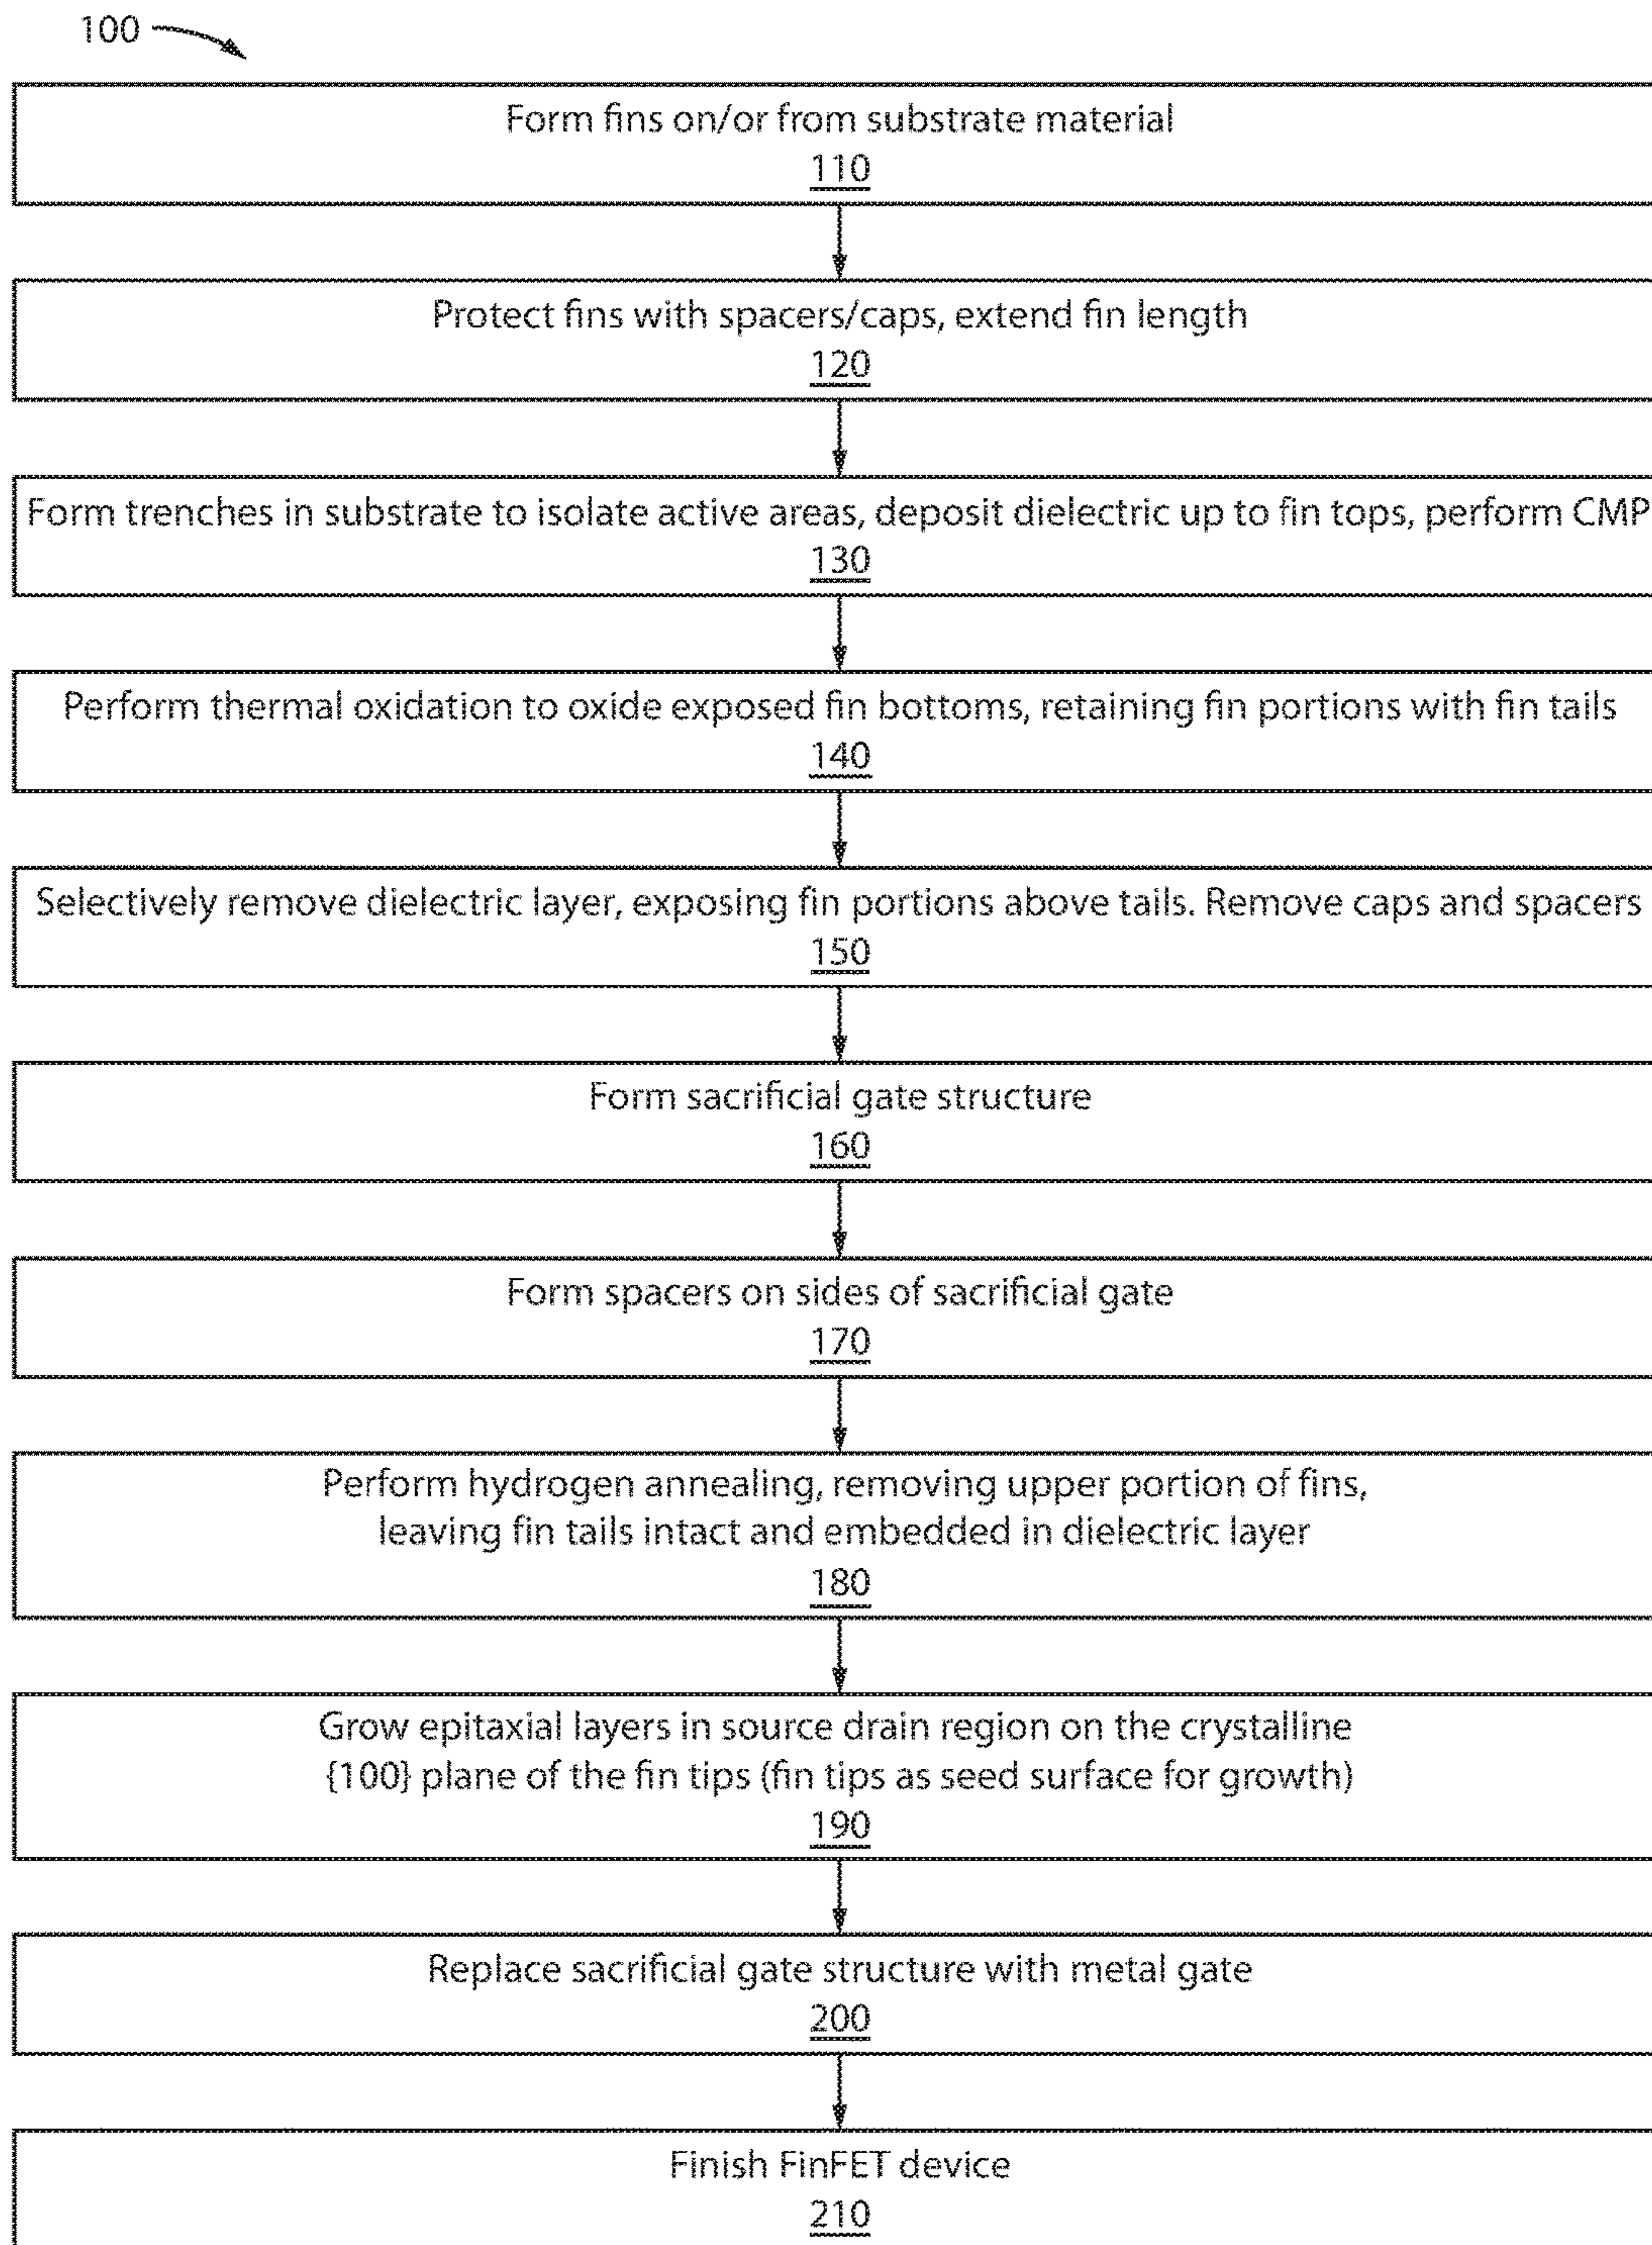 100
Form fins on/or from substrate material
110
Protect fins with spacers/caps, extend fin length
120
Form trenches in substrate to isolate active areas, deposit dielectric up to fin tops, perform CMP
130
Perform thermal oxidation to oxide exposed fin bottoms, retaining fin portions with fin tails
140
Selectively remove dielectric layer, exposing fin portions above tails. Remove caps and spacers
150
Form sacrificial gate structure
160
Form spacers on sides of sacrificial gate
170
Perform hydrogen annealing, removing upper portion of fins,
leaving fin tails intact and embedded in dielectric layer
180
Grow epitaxial layers in source drain region on the crystalline
{100} plane of the fin tips (fin tips as seed surface for growth)
190
Replace sacrificial gate structure with metal gate
200
Finish FinFET device
210